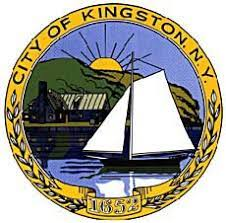 CITY OF KINGSTON, N.Y.
1652